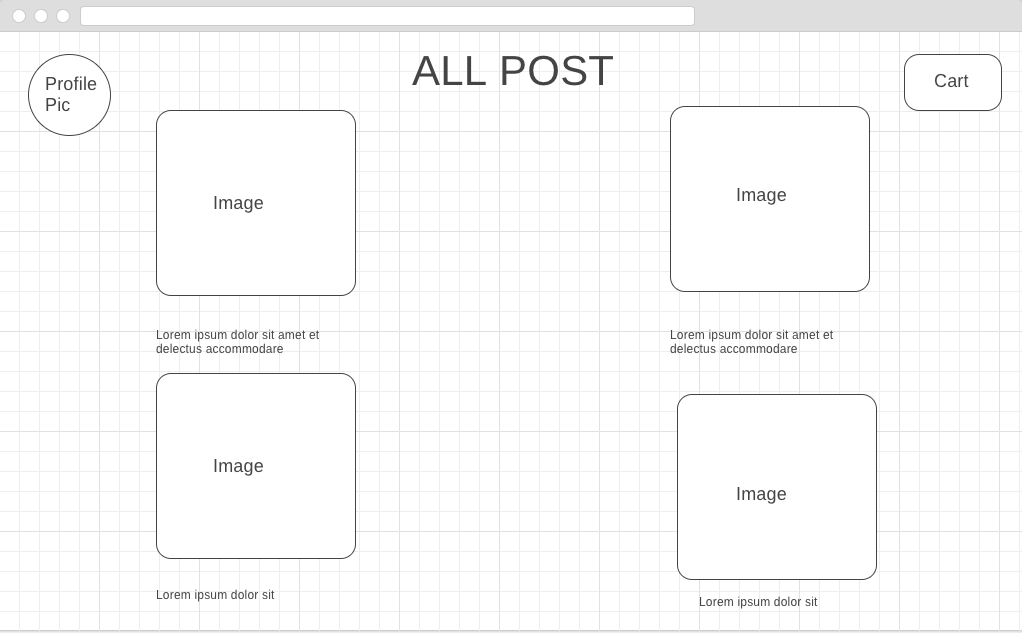 ALL POST
Profile
Pic
Cart
Image
Image
Lorem ipsum dolor sit amet et
delectus accommodare
Lorem ipsum dolor sit amet et
delectus accommodare
Image
Image
Lorem ipsum dolor sit
Lorem ipsum dolor sit